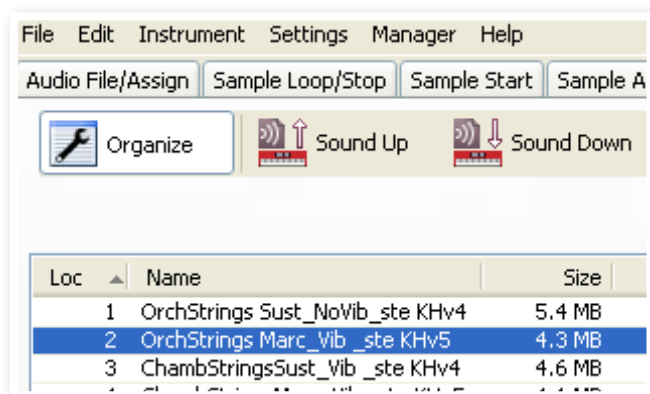 File Edit Instrument Settings Manager Help
Audio File/Assign Sample Loop/Stop Sample Start Sample A
Organize Sound Up Sound Down
Loc Name Size
1 OrchStrings Sust_NoVib_ste KHv4 5.4 MB
2 OrchStrings Marc_Vib _ste KHv5 4.3 MB
3 ChambStringsSust_Vib _ste KHv4 4.6 MB